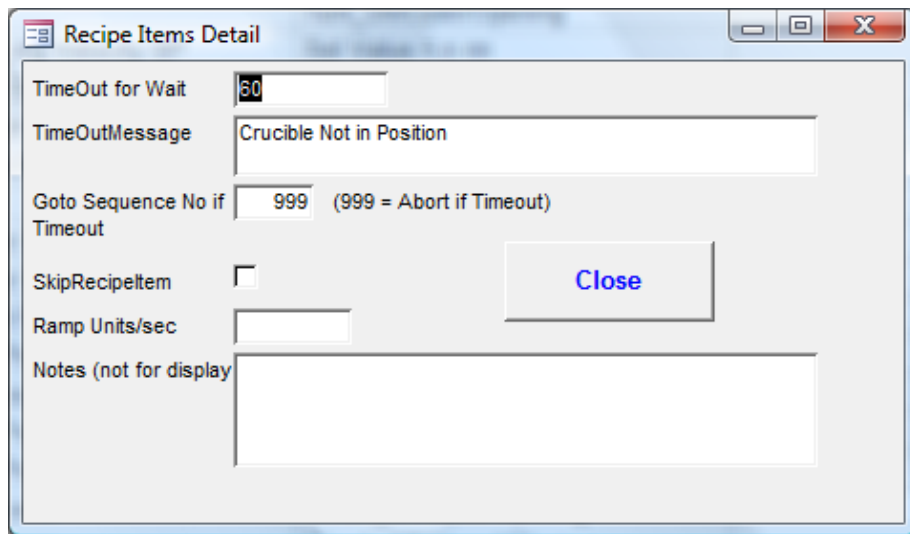 Recipe Items Detail
TimeOut for Wait 60
TimeOutMessage Crucible Not in Position
Goto Sequence No if 999 (999 = Abort if Timeout)
Timeout
SkipRecipeItem
Close
Ramp Units/sec
Notes (not for display